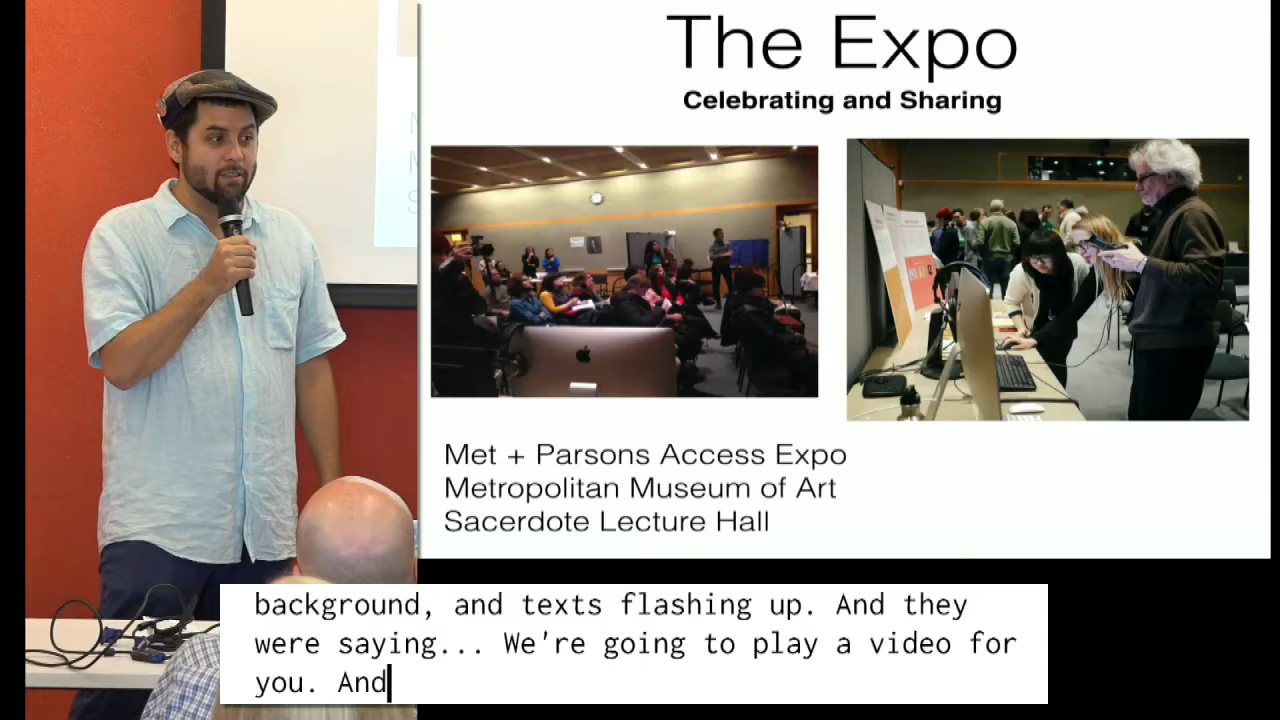 The Expo
Celebrating and Sharing
Met + Parsons Access Expo
Metropolitan Museum of Art
Sacerdote Lecture Hall
background, and texts flashing up. And they
were saying... We're going to play a video for
you. And